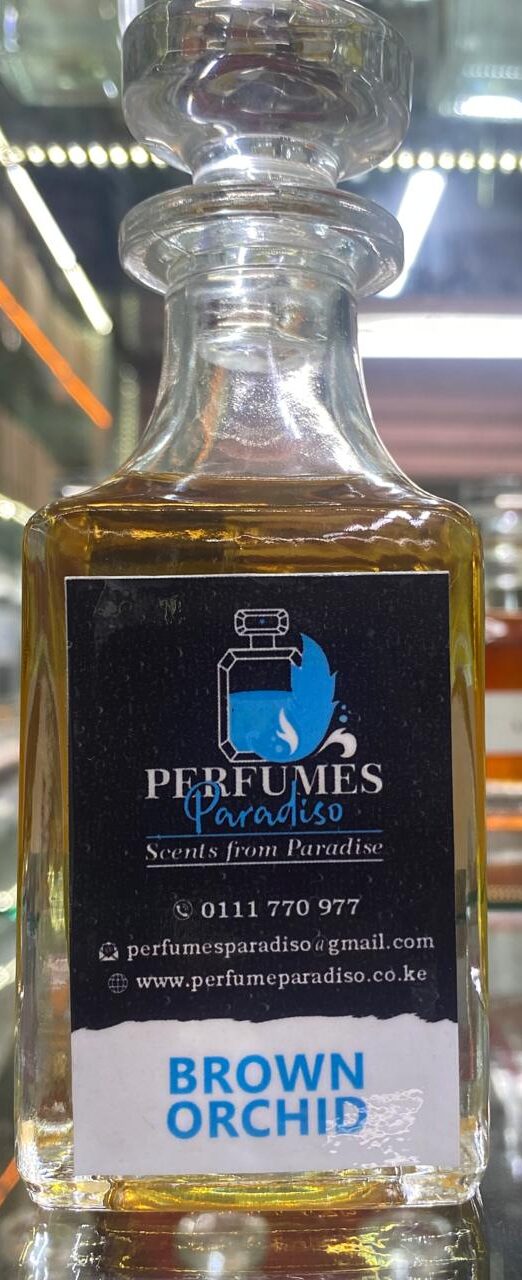 PERFUMES
Paradiso
Scents from Paradise
0111 770 977
perfumesparadiso@gmail.com
www.perfumeparadiso.co.ke
BROWN
ORCHID